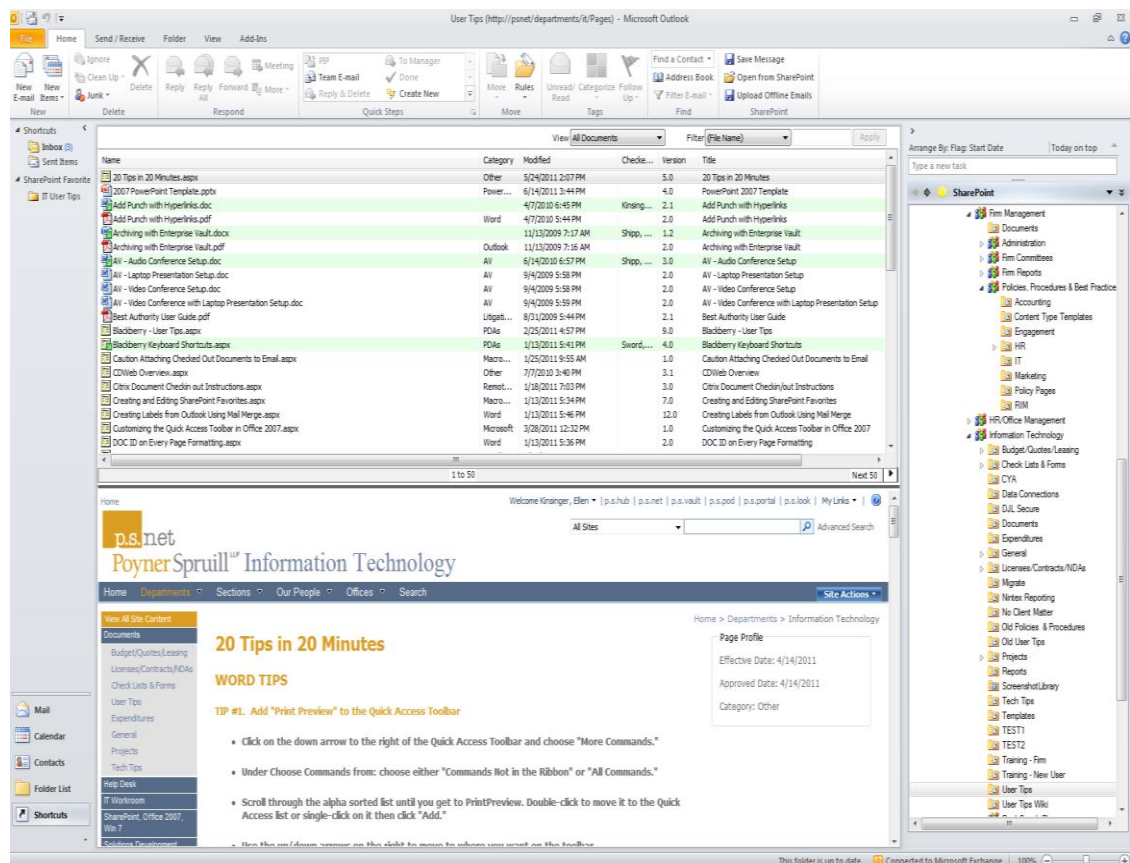 User Tips (http://psnet/departments/it/Pages) - Microsoft Outlook
File Home Send / Receive Folder View Add-Ins
New E-mail New Items Ignore Clean Up Junk Delete Reply Reply All Forward Meeting More
PIP To Manager
Team E-mail Done
Reply & Delete Create New
Move Rules Unread/ Read Categorize Follow Up
Find a Contact Address Book Filter E-mail
Save Message Open from SharePoint Upload Offline Emails
New Delete Respond Quick Steps Move Tags Find SharePoint
Shortcuts
Inbox (3)
Sent Items
SharePoint Favorite
IT User Tips
View All Documents Filter (File Name) Apply
Name Category Modified Checke... Version Title
20 Tips in 20 Minutes.aspx Other 5/24/2011 2:07 PM 5.0 20 Tips in 20 Minutes
2007 PowerPoint Template.pptx Power... 6/14/2011 3:44 PM 4.0 PowerPoint 2007 Template
Add Punch with Hyperlinks.doc 4/7/2010 6:45 PM Kinsing... 2.1 Add Punch with Hyperlinks
Add Punch with Hyperlinks.pdf Word 4/7/2010 5:44 PM 2.0 Add Punch with Hyperlinks
Archiving with Enterprise Vault.docx 11/13/2009 7:17 AM Shipp, ... 1.2 Archiving with Enterprise Vault
Archiving with Enterprise Vault.pdf Outlook 11/13/2009 7:16 AM 2.0 Archiving with Enterprise Vault
AV - Audio Conference Setup.doc AV 6/14/2010 6:57 PM Shipp, ... 3.0 AV - Audio Conference Setup
AV - Laptop Presentation Setup.doc AV 9/4/2009 5:58 PM 2.0 AV - Laptop Presentation Setup
AV - Video Conference Setup.doc AV 9/4/2009 5:58 PM 2.0 AV - Video Conference Setup
AV - Video Conference with Laptop Presentation Setup.doc AV 9/4/2009 5:59 PM 2.0 AV - Video Conference with Laptop Presentation Setup
Best Authority User Guide.pdf Litigati... 8/31/2009 5:44 PM 2.1 Best Authority User Guide
Blackberry - User Tips.aspx PDAs 2/25/2011 4:57 PM 9.0 Blackberry - User Tips
Blackberry Keyboard Shortcuts.aspx PDAs 1/13/2011 5:41 PM Sword,... 4.0 Blackberry Keyboard Shortcuts
Caution Attaching Checked Out Documents to Email.aspx Macro... 1/25/2011 9:55 AM 1.0 Caution Attaching Checked Out Documents to Email
CDWeb Overview.aspx Other 7/7/2010 3:40 PM 3.1 CDWeb Overview
Citrix Document Checkin out Instructions.aspx Remot... 1/18/2011 7:03 PM 3.0 Citrix Document Checkin/out Instructions
Creating and Editing SharePoint Favorites.aspx Macro... 1/13/2011 5:34 PM 7.0 Creating and Editing SharePoint Favorites
Creating Labels from Outlook Using Mail Merge.aspx Word 1/13/2011 5:46 PM 12.0 Creating Labels from Outlook Using Mail Merge
Customizing the Quick Access Toolbar in Office 2007.aspx Microsoft 3/28/2011 12:32 PM 1.0 Customizing the Quick Access Toolbar in Office 2007
DOC ID on Every Page Formatting.aspx Word 1/13/2011 5:36 PM 2.0 DOC ID on Every Page Formatting
1 to 50 Next 50
Home Welcome Kinsinger, Ellen | p.s.hub | p.s.net | p.s.vault | p.s.pod | p.s.portal | p.s.look | My Links |
All Sites Advanced Search
p.s.net
PoynerSpruill LLP Information Technology
Home Departments Sections Our People Offices Search Site Actions
View All Site Content
Documents
Budget/Quotes/Leasing
Licenses/Contracts/NDAs
Check Lists & Forms
User Tips
Expenditures
General
Projects
Tech Tips
Help Desk
IT Workroom
SharePoint, Office 2007, Win 7
Solutions Development
Home > Departments > Information Technology
20 Tips in 20 Minutes
WORD TIPS
TIP #1. Add "Print Preview" to the Quick Access Toolbar
• Click on the down arrow to the right of the Quick Access Toolbar and choose "More Commands."
• Under Choose Commands from: choose either "Commands Not in the Ribbon" or "All Commands."
• Scroll through the alpha sorted list until you get to PrintPreview. Double-click to move it to the Quick
Access list or single-click on it then click "Add."
• Use the up/down arrows on the right to move to where you want on the toolbar.
Page Profile
Effective Date: 4/14/2011
Approved Date: 4/14/2011
Category: Other
Mail
Calendar
Contacts
Folder List
Shortcuts
Arrange By: Flag: Start Date Today on top
Type a new task
SharePoint
Firm Management
Documents
Administration
Firm Committees
Firm Reports
Policies, Procedures & Best Practice
Accounting
Content Type Templates
Engagement
HR
IT
Marketing
Policy Pages
RIM
HR/Office Management
Information Technology
Budget/Quotes/Leasing
Check Lists & Forms
CYA
Data Connections
DJL Secure
Documents
Expenditures
General
Licenses/Contracts/NDAs
Migrate
Nintex Reporting
No Client Matter
Old Policies & Procedures
Old User Tips
Projects
Reports
ScreenshotLibrary
Tech Tips
Templates
TEST1
TEST2
Training - Firm
Training - New User
User Tips
User Tips Wiki
This folder is up to date. Connected to Microsoft Exchange 100%